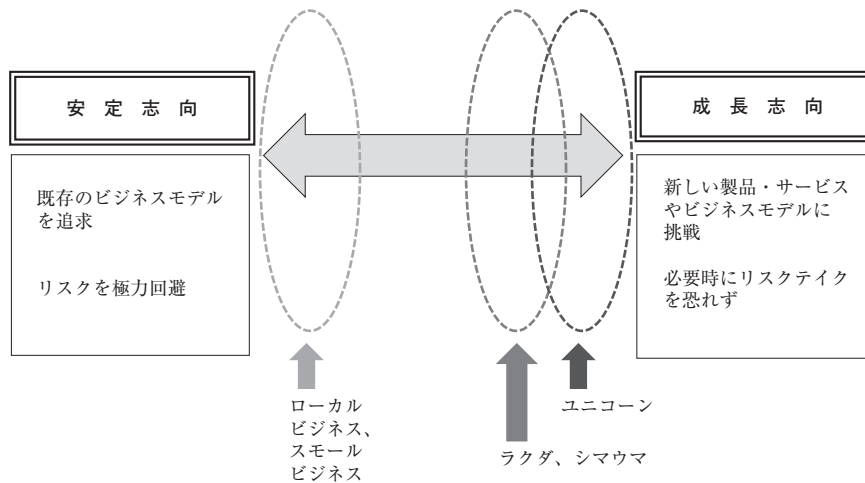 安定志向
既存のビジネスモデル
を追求
リスクを極力回避
成長志向
新しい製品・サービス
やビジネスモデルに
挑戦
必要時にリスクテイク
を恐れず
ローカル
ビジネス、
スモール
ビジネス
ラクダ、シマウマ
ユニコーン